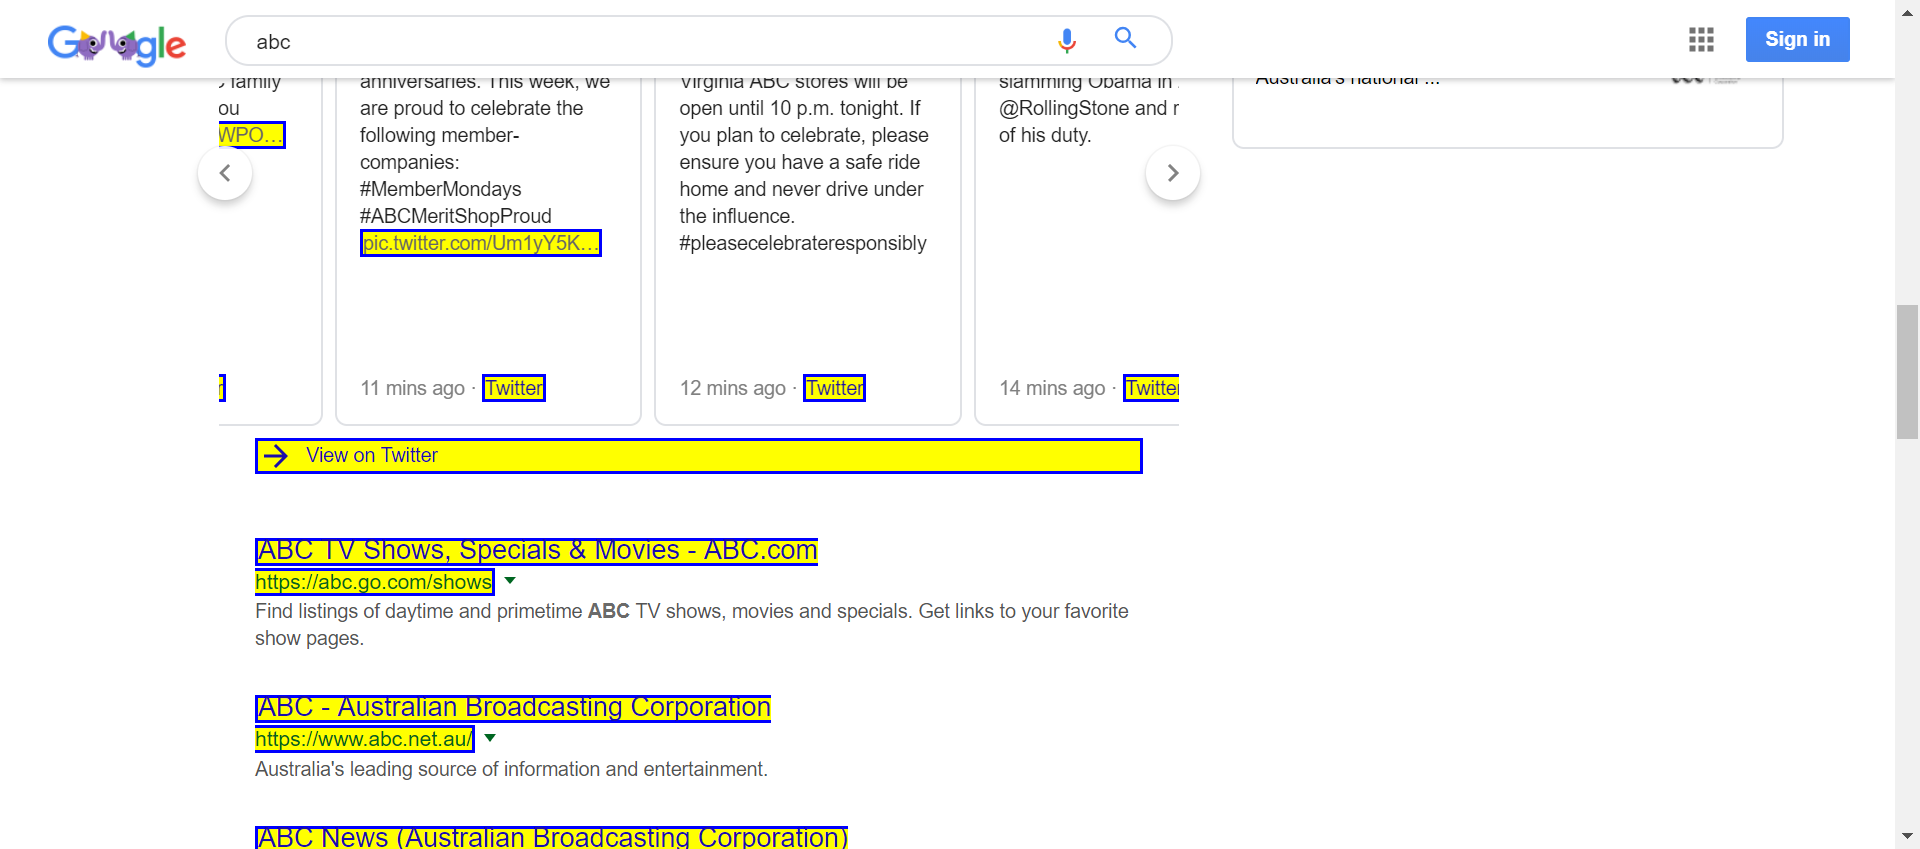 Google
abc
Sign in
family
ou
WPO...
anniversaries. This week, we
are proud to celebrate the
following member-
companies:
#MemberMondays
#ABCMeritShopProud
pic.twitter.com/Um1yY5K...
11 mins ago · Twitter
Virginia ABC stores will be
open until 10 p.m. tonight. If
you plan to celebrate, please
ensure you have a safe ride
home and never drive under
the influence.
#pleasecelebrateresponsibly
12 mins ago · Twitter
slamming Obama in
@RollingStone and r
of his duty.
14 mins ago · Twitter
Australia's national ...
View on Twitter
ABC TV Shows, Specials & Movies - ABC.com
https://abc.go.com/shows
Find listings of daytime and primetime ABC TV shows, movies and specials. Get links to your favorite
show pages.
ABC - Australian Broadcasting Corporation
https://www.abc.net.au/
Australia's leading source of information and entertainment.
ABC News (Australian Broadcasting Corporation)